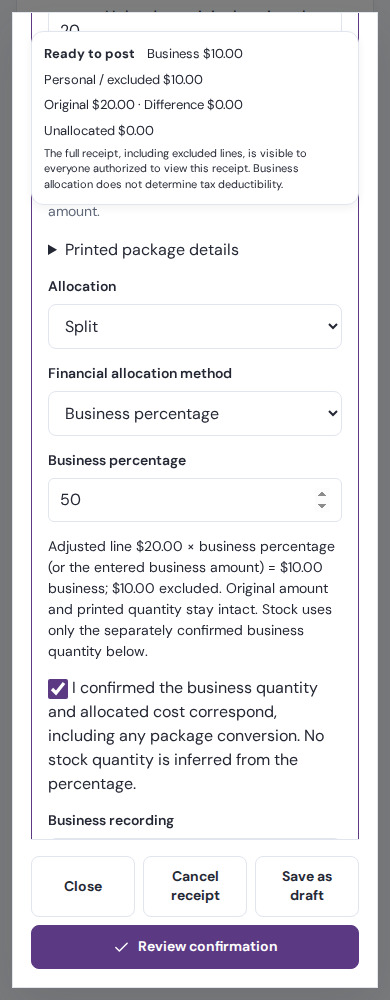 Ready to post Business $10.00
Personal / excluded $10.00
Original $20.00 · Difference $0.00
Unallocated $0.00
The full receipt, including excluded lines, is visible to
everyone authorized to view this receipt. Business
allocation does not determine tax deductibility.
amount.
Printed package details
Allocation
Split
Financial allocation method
Business percentage
Business percentage
50
Adjusted line $20.00 × business percentage
(or the entered business amount) = $10.00
business; $10.00 excluded. Original amount
and printed quantity stay intact. Stock uses
only the separately confirmed business
quantity below.
I confirmed the business quantity
and allocated cost correspond,
including any package conversion. No
stock quantity is inferred from the
percentage.
Business recording
Close
Cancel
receipt
Save as
draft
Review confirmation